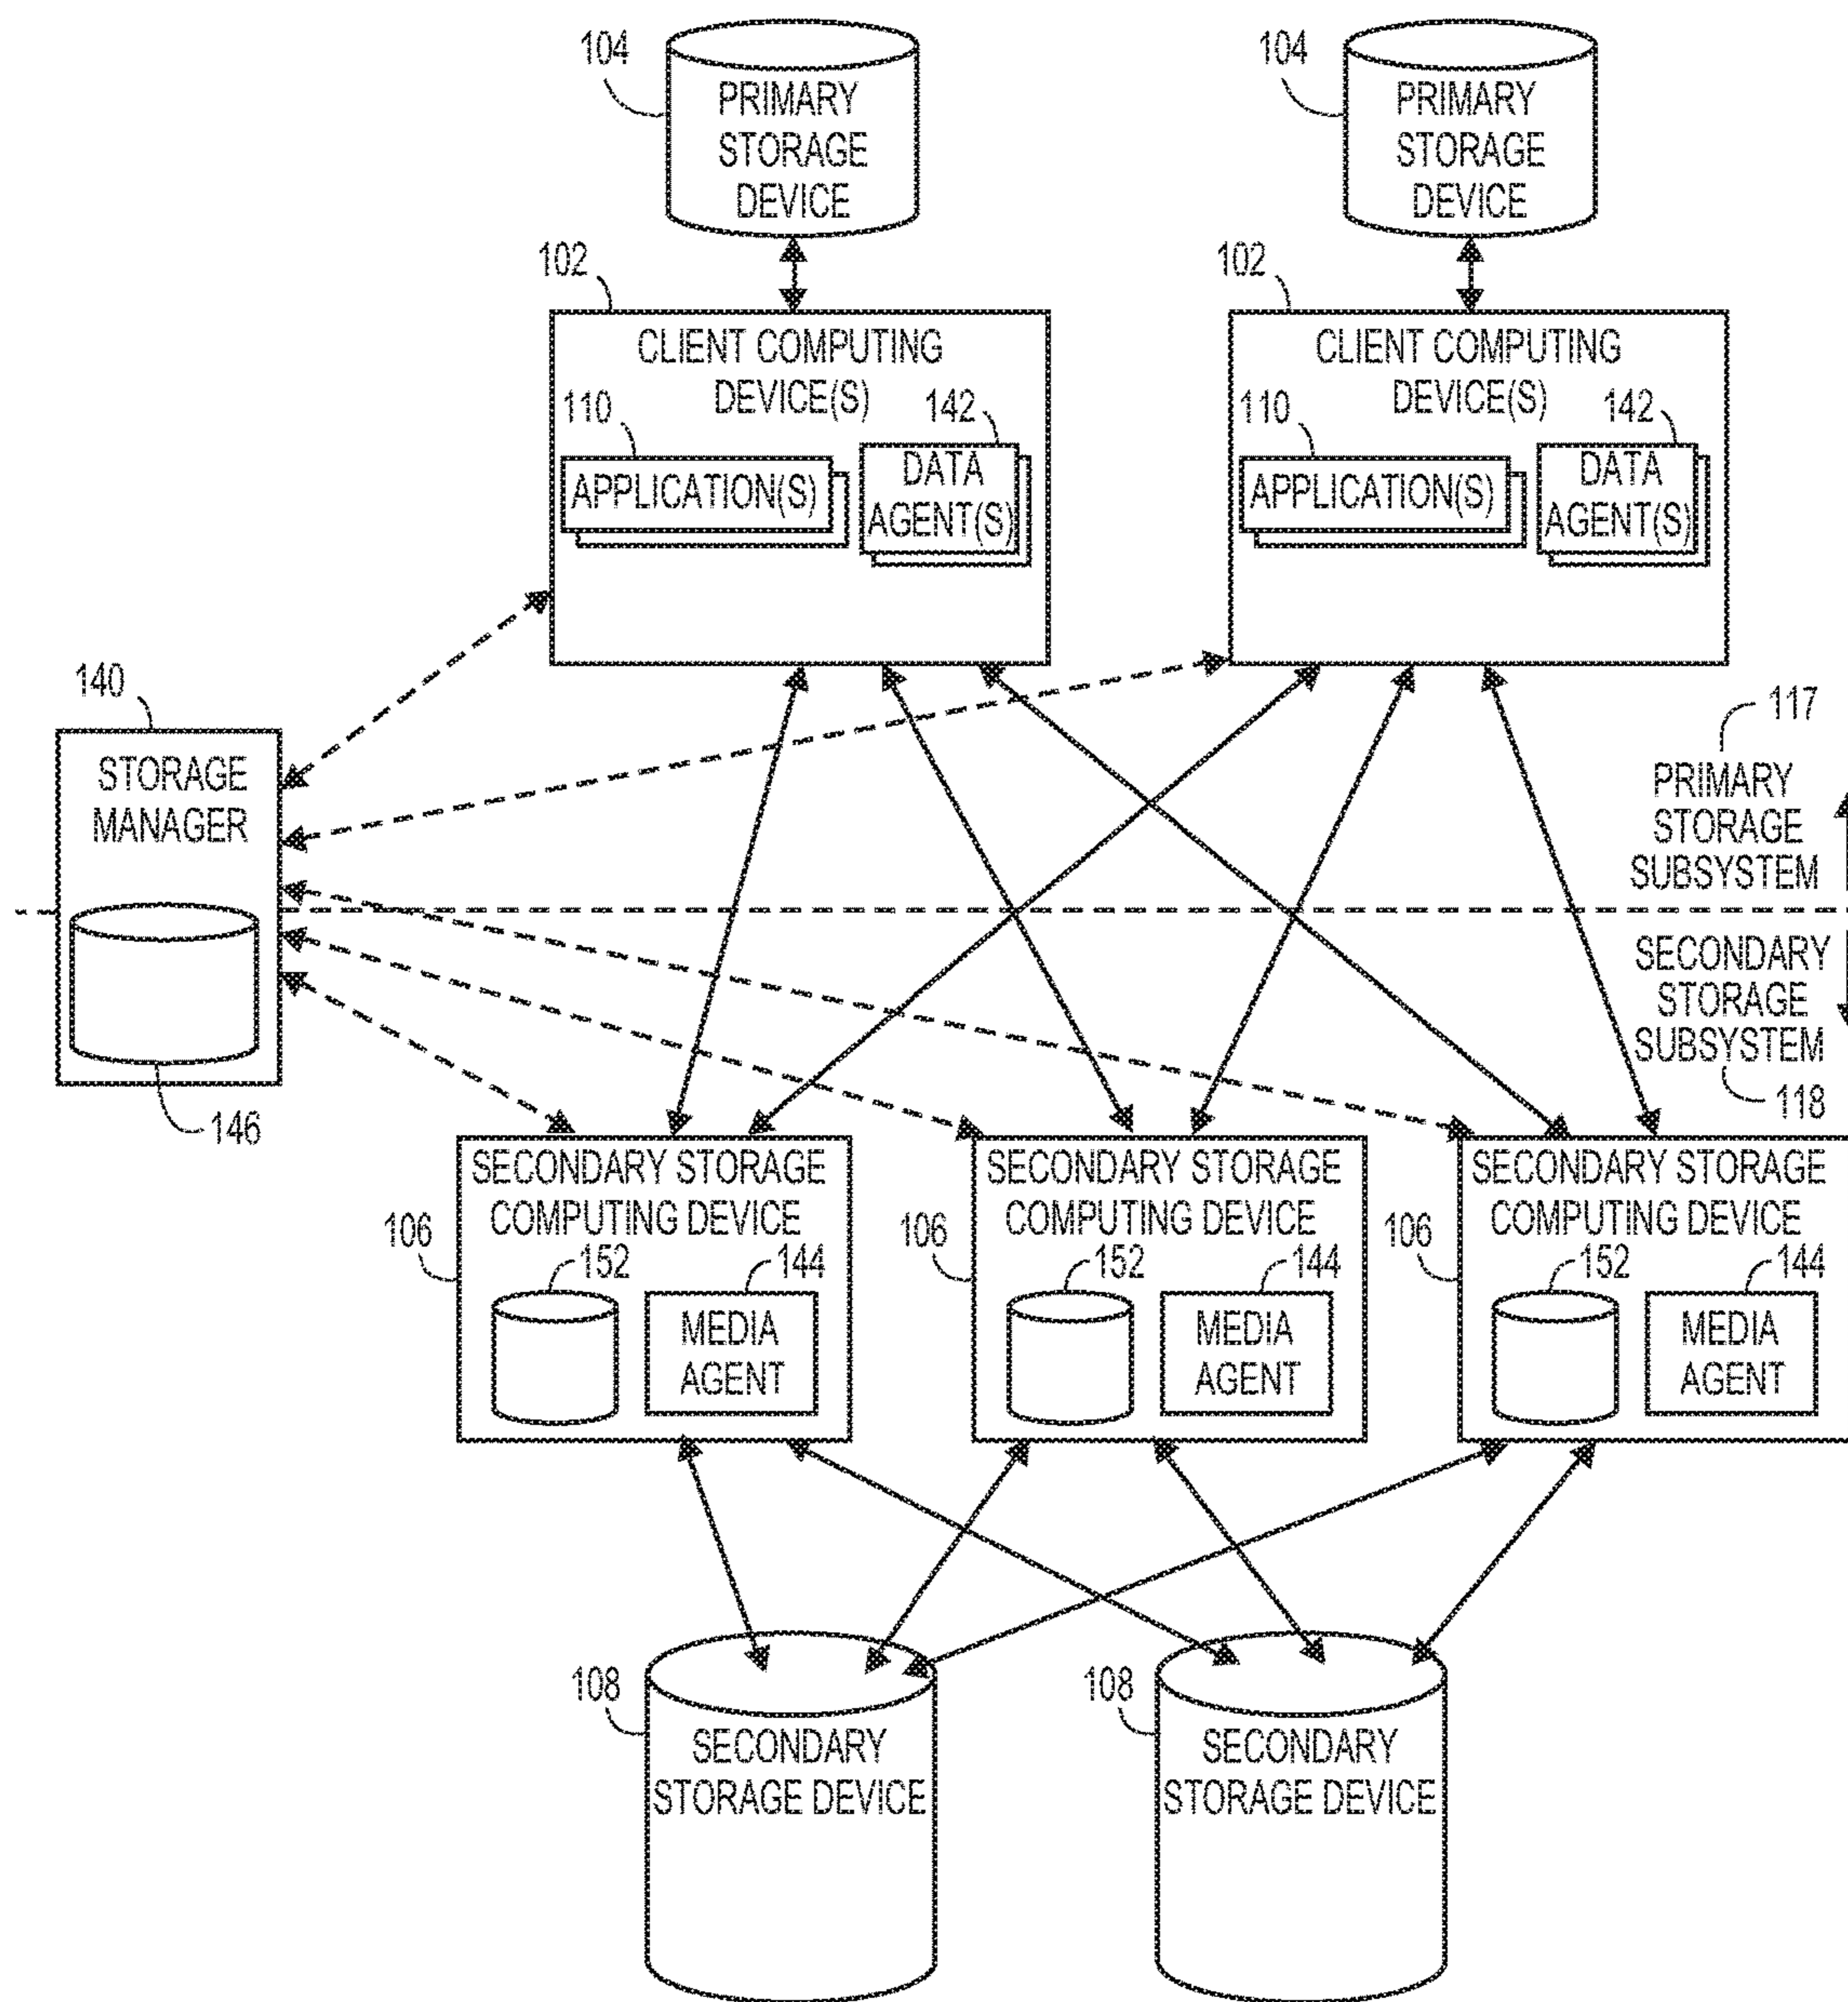 104
PRIMARY
STORAGE
DEVICE
104
PRIMARY
STORAGE
DEVICE
102
CLIENT COMPUTING
DEVICE(S)
110
142
APPLICATION(S)
DATA
AGENT(S)
102
CLIENT COMPUTING
DEVICE(S)
110
142
APPLICATION(S)
DATA
AGENT(S)
140
STORAGE
MANAGER
146
117
PRIMARY
STORAGE
SUBSYSTEM
SECONDARY
STORAGE
SUBSYSTEM
118
SECONDARY STORAGE
COMPUTING DEVICE
106
152
144
MEDIA
AGENT
SECONDARY STORAGE
COMPUTING DEVICE
106
152
144
MEDIA
AGENT
SECONDARY STORAGE
COMPUTING DEVICE
106
152
144
MEDIA
AGENT
108
SECONDARY
STORAGE DEVICE
108
SECONDARY
STORAGE DEVICE